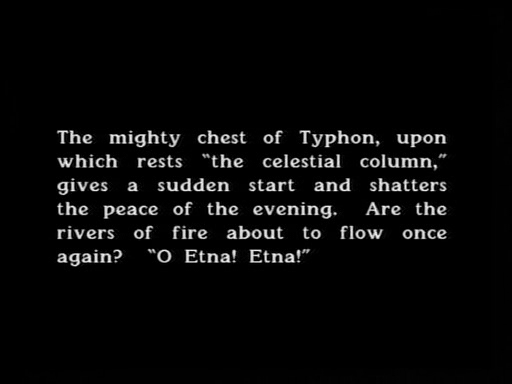 The mighty chest of Typhon, upon
which rests “the celestial column,”
gives a sudden start and shatters
the peace of the evening. Are the
rivers of fire about to flow once
again? “O Etna! Etna!”